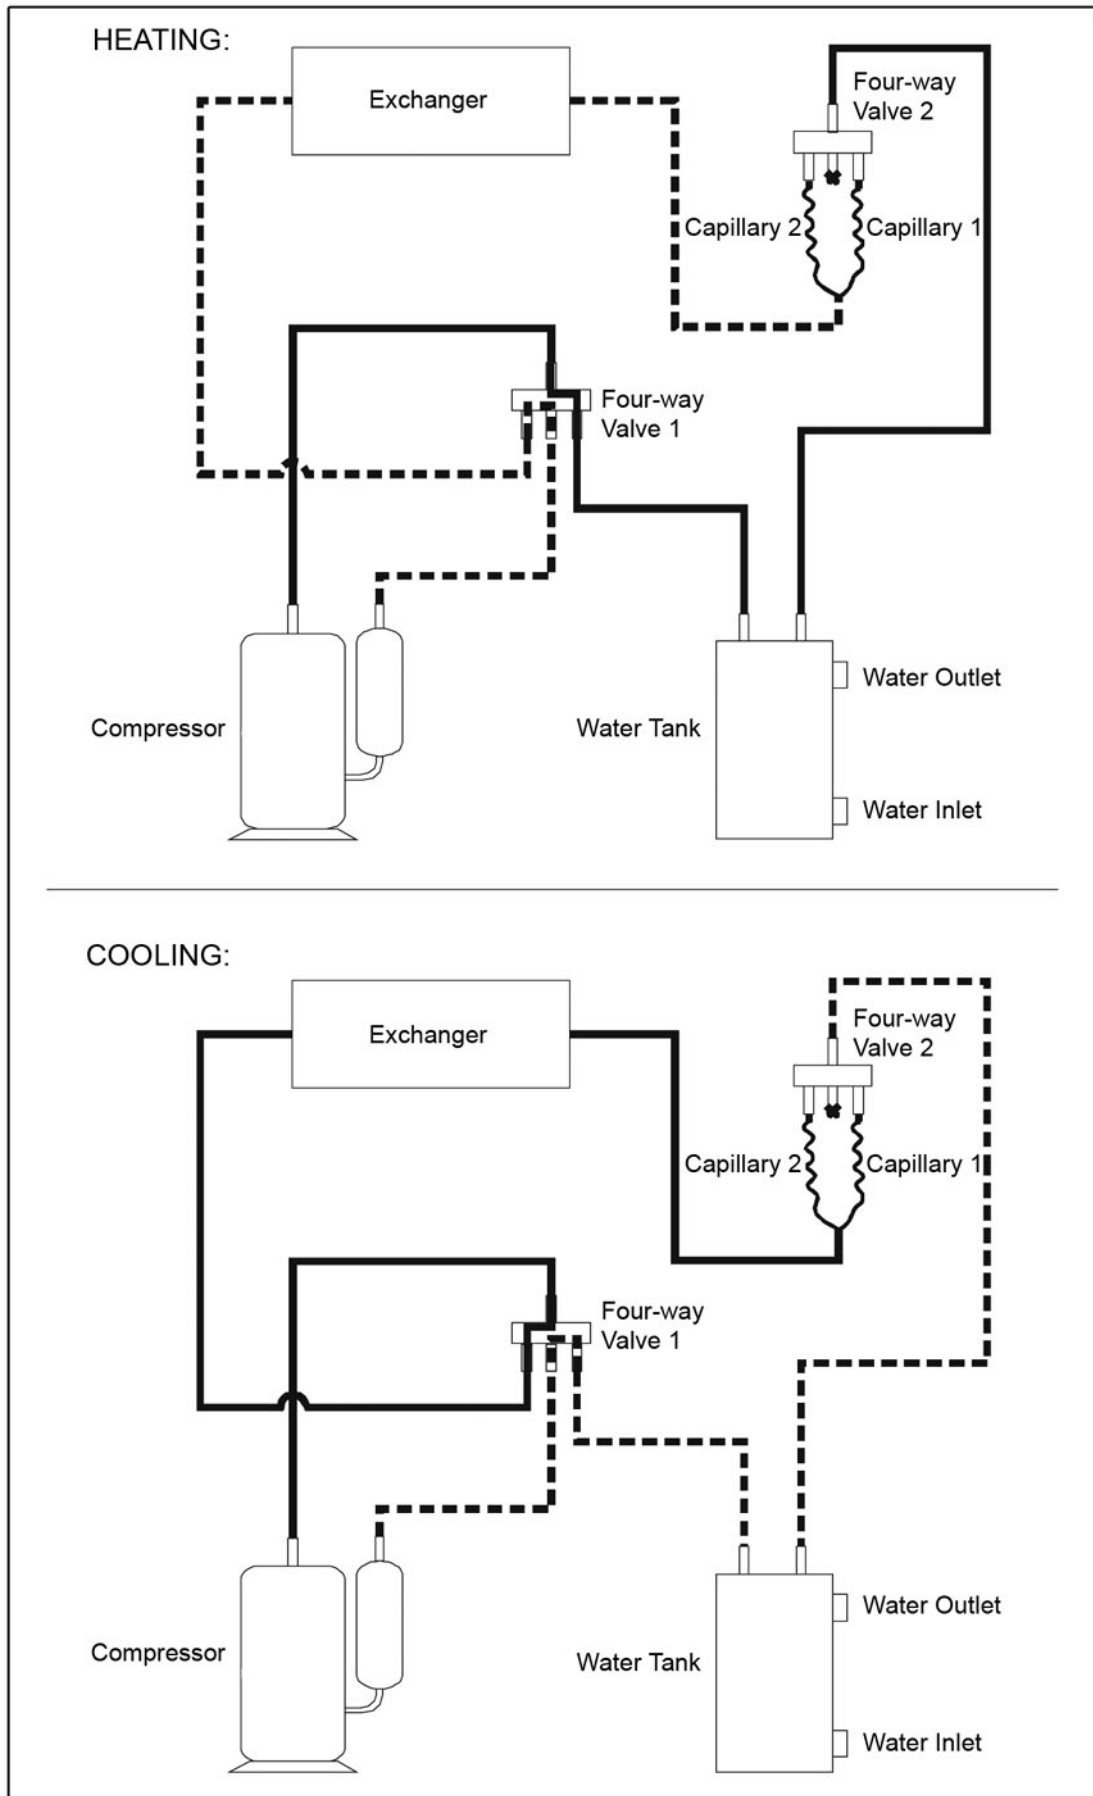 HEATING:
Exchanger
Four-way
Valve 2
Capillary 2
Capillary 1
Four-way
Valve 1
Water Outlet
Compressor
Water Tank
Water Inlet
COOLING:
Exchanger
Four-way
Valve 2
Capillary 2
Capillary 1
Four-way
Valve 1
Water Outlet
Compressor
Water Tank
Water Inlet